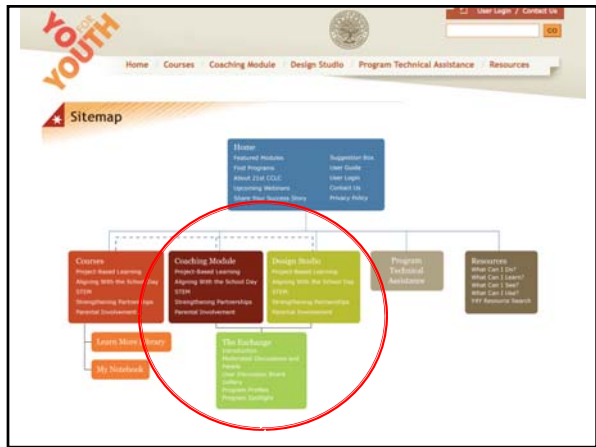 YO FOR YOUTH
User Login / Contact Us
GO
Home Courses Coaching Module Design Studio Program Technical Assistance Resources
Sitemap
Home
Featured Modules
Find Programs
About 21st CCLC
Upcoming Webinars
Share Your Success Story
Suggestion Box
User Guide
User Login
Contact Us
Privacy Policy
Courses
Project-Based Learning
Aligning With the School Day
STEM
Strengthening Partnerships
Parental Involvement
Coaching Module
Project-Based Learning
Aligning With the School Day
STEM
Strengthening Partnerships
Parental Involvement
Design Studio
Project-Based Learning
Aligning With the School Day
STEM
Strengthening Partnerships
Parental Involvement
Program
Technical
Assistance
Resources
What Can I Do?
What Can I Learn?
What Can I See?
What Can I Use?
Y4Y Resource Search
Learn More Library
My Notebook
The Exchange
Introduction
Moderated Discussions and
Panels
User Discussion Board
Gallery
Program Profiles
Program Spotlight